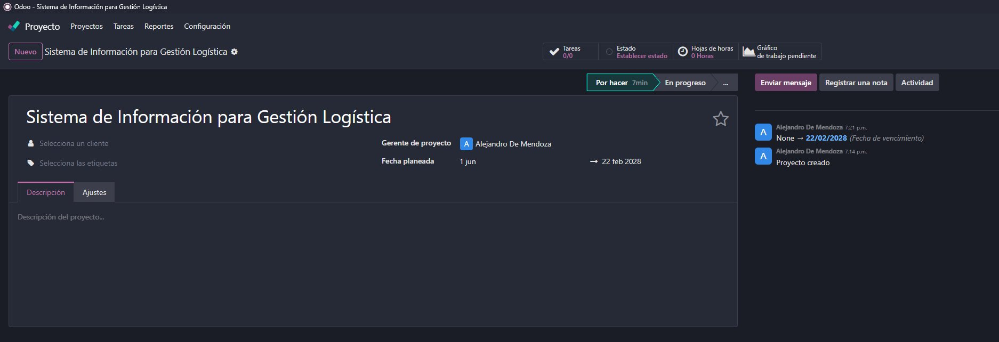 Odoo - Sistema de Información para Gestión Logística
Proyecto Proyectos Tareas Reportes Configuración
Nuevo Sistema de Información para Gestión Logística
Tareas
0/0
Estado
Establecer estado
Hojas de horas
0 Horas
Gráfico
de trabajo pendiente
Por hacer 7min En progreso ...
Enviar mensaje Registrar una nota Actividad
Sistema de Información para Gestión Logística
Selecciona un cliente
Selecciona las etiquetas
Gerente de proyecto A Alejandro De Mendoza
Fecha planeada 1 jun → 22 feb 2028
Descripción Ajustes
Descripción del proyecto...
A
Alejandro De Mendoza 7:21 p.m.
None → 22/02/2028 (Fecha de vencimiento)
A
Alejandro De Mendoza 7:14 p.m.
Proyecto creado